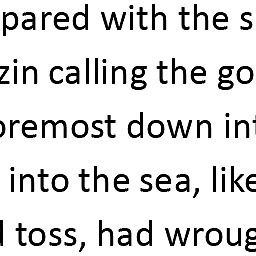 pared with the s
zin calling the go
oremost down int
into the sea, like
d toss, had wroug